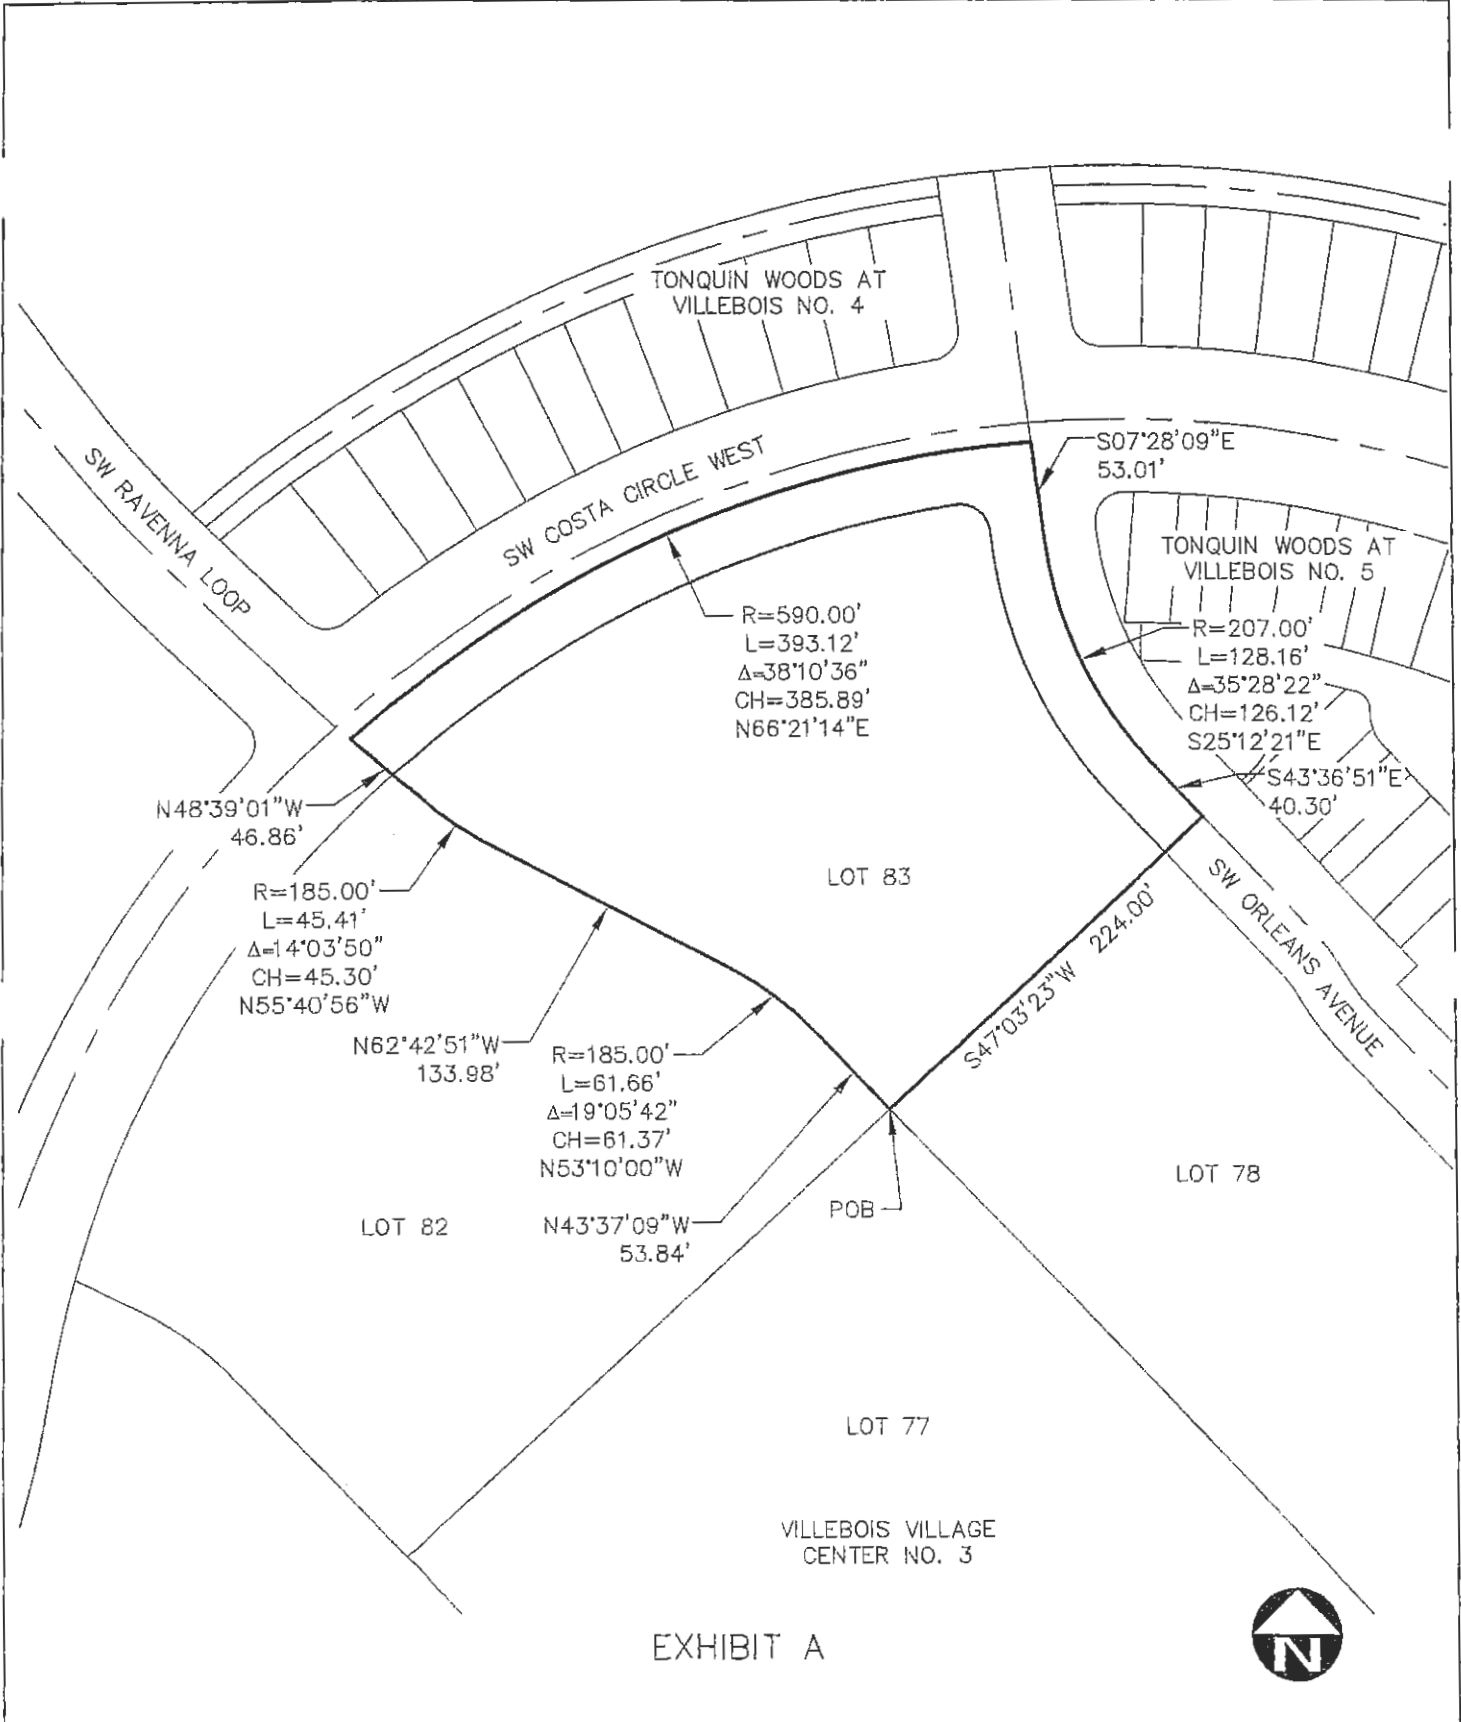 TONQUIN WOODS AT
VILLEBOIS NO. 4
SW RAVENNA LOOP
SW COSTA CIRCLE WEST
S07°28'09"E
53.01'
TONQUIN WOODS AT
VILLEBOIS NO. 5
R=590.00'
L=393.12'
Δ=38°10'36"
CH=385.89'
N66°21'14"E
R=207.00'
L=128.16'
Δ=35°28'22"
CH=126.12'
S25°12'21"E
S43°36'51"E
40.30'
N48°39'01"W
46.86'
R=185.00'
L=45.41'
Δ=14°03'50"
CH=45.30'
N55°40'56"W
LOT 83
SW ORLEANS AVENUE
S47°03'23"W 224.00'
N62°42'51"W
133.98'
R=185.00'
L=61.66'
Δ=19°05'42"
CH=61.37'
N53°10'00"W
N43°37'09"W
53.84'
POB
LOT 78
LOT 82
LOT 77
VILLEBOIS VILLAGE
CENTER NO. 3
EXHIBIT A
N